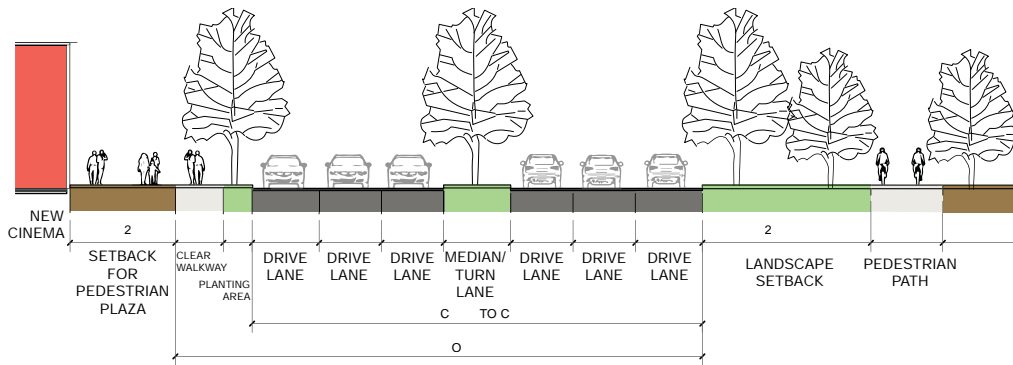 NEW
CINEMA
2
SETBACK
FOR
PEDESTRIAN
PLAZA
CLEAR
WALKWAY
PLANTING
AREA
DRIVE
LANE
DRIVE
LANE
DRIVE
LANE
MEDIAN/
TURN
LANE
DRIVE
LANE
DRIVE
LANE
DRIVE
LANE
2
LANDSCAPE
SETBACK
PEDESTRIAN
PATH
C TO C
O